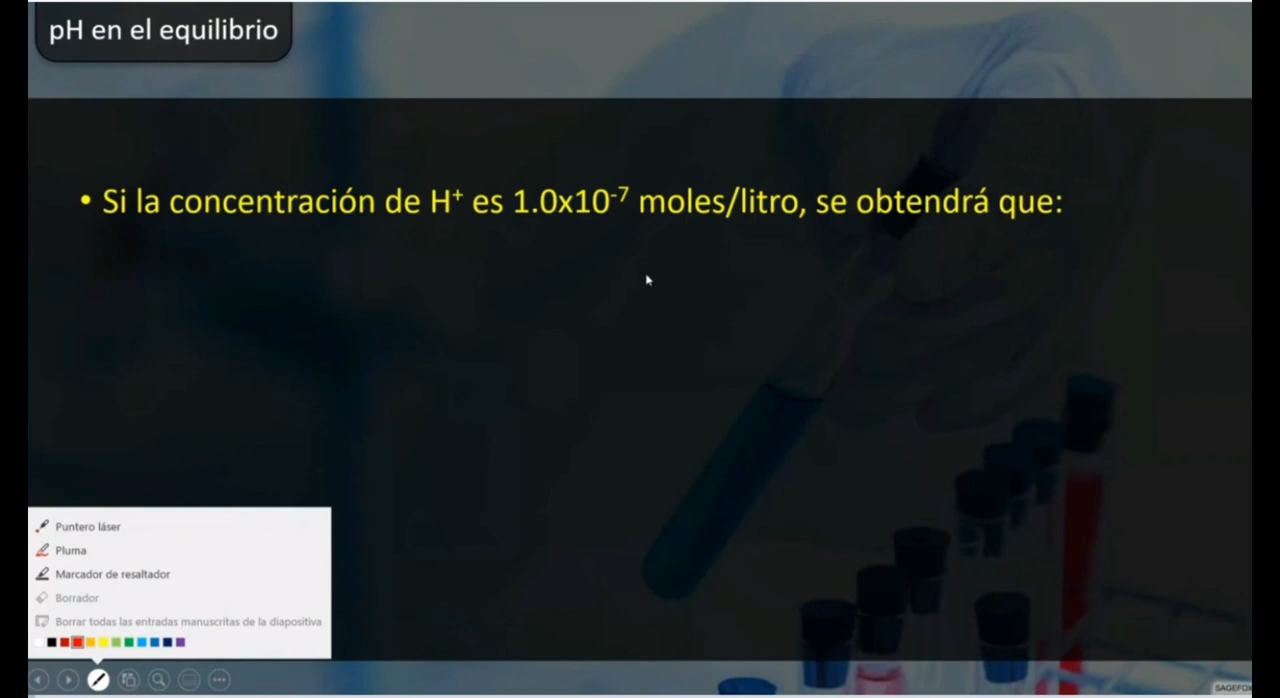 pH en el equilibrio
• Si la concentración de H⁺ es 1.0x10⁻⁷ moles/litro, se obtendrá que:
Puntero láser
Pluma
Marcador de resaltador
Borrador
Borrar todas las entradas manuscritas de la diapositiva
SAGEFOX